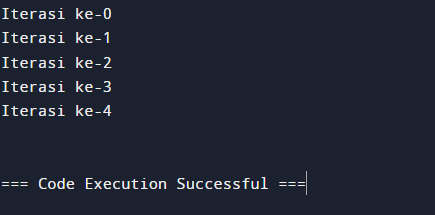 Iterasi ke-0
Iterasi ke-1
Iterasi ke-2
Iterasi ke-3
Iterasi ke-4
=== Code Execution Successful ===